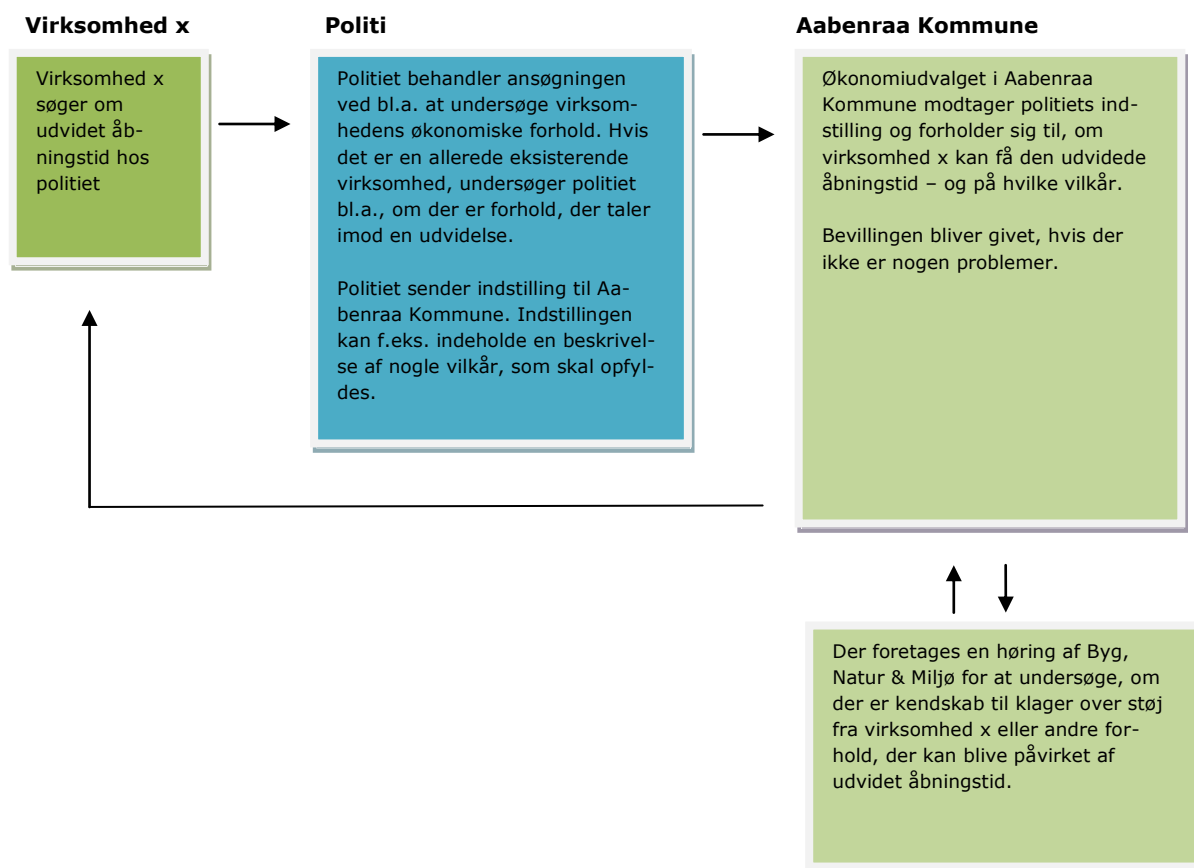 Virksomhed x
Virksomhed x
søger om
udvidet åb-
ningstid hos
politiet
Politi
Politiet behandler ansøgningen
ved bl.a. at undersøge virksom-
hedens økonomiske forhold. Hvis
det er en allerede eksisterende
virksomhed, undersøger politiet
bl.a., om der er forhold, der taler
imod en udvidelse.
Politiet sender indstilling til Aa-
benraa Kommune. Indstillingen
kan f.eks. indeholde en beskrivel-
se af nogle vilkår, som skal opfyl-
des.
Aabenraa Kommune
Økonomiudvalget i Aabenraa
Kommune modtager politiets ind-
stilling og forholder sig til, om
virksomhed x kan få den udvidede
åbningstid – og på hvilke vilkår.
Bevillingen bliver givet, hvis der
ikke er nogen problemer.
Der foretages en høring af Byg,
Natur & Miljø for at undersøge, om
der er kendskab til klager over støj
fra virksomhed x eller andre for-
hold, der kan blive påvirket af
udvidet åbningstid.